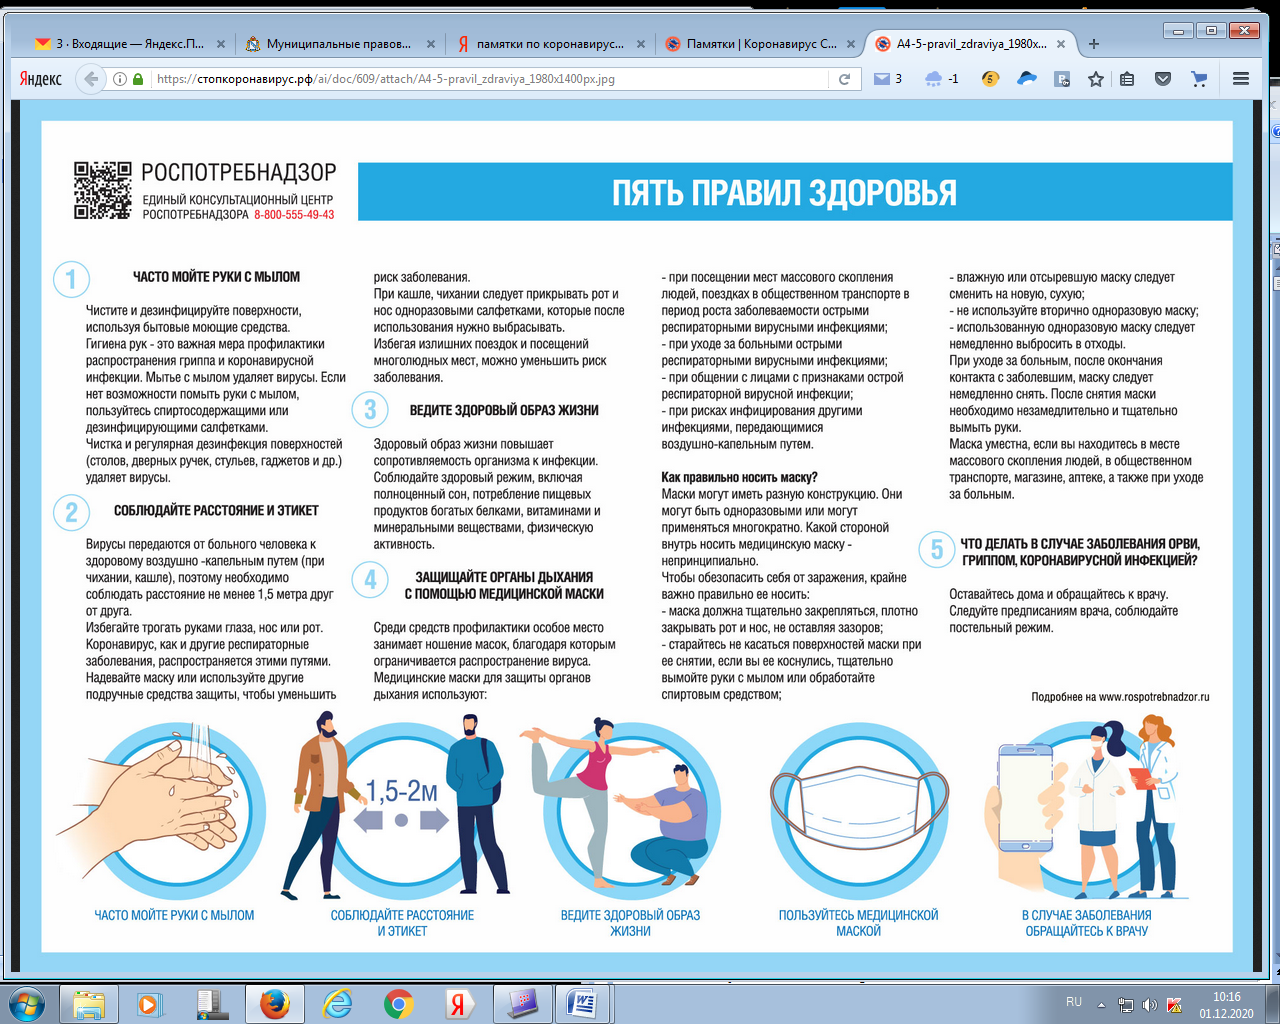 3 · Входящие — Яндекс.П...
Муниципальные правов...
памятки по коронавирус...
Памятки | Коронавирус С...
A4-5-pravil_zdraviya_1980x...
Яндекс
https://стопкоронавирус.рф/ai/doc/609/attach/A4-5-pravil_zdraviya_1980x1400px.jpg
3
-1
5
РОСПОТРЕБНАДЗОР
ЕДИНЫЙ КОНСУЛЬТАЦИОННЫЙ ЦЕНТР
РОСПОТРЕБНАДЗОРА 8-800-555-49-43
ПЯТЬ ПРАВИЛ ЗДОРОВЬЯ
1
ЧАСТО МОЙТЕ РУКИ С МЫЛОМ
Чистите и дезинфицируйте поверхности,
используя бытовые моющие средства.
Гигиена рук - это важная мера профилактики
распространения гриппа и коронавирусной
инфекции. Мытье с мылом удаляет вирусы. Если
нет возможности помыть руки с мылом,
пользуйтесь спиртосодержащими или
дезинфицирующими салфетками.
Чистка и регулярная дезинфекция поверхностей
(столов, дверных ручек, стульев, гаджетов и др.)
удаляет вирусы.
2
СОБЛЮДАЙТЕ РАССТОЯНИЕ И ЭТИКЕТ
Вирусы передаются от больного человека к
здоровому воздушно -капельным путем (при
чихании, кашле), поэтому необходимо
соблюдать расстояние не менее 1,5 метра друг
от друга.
Избегайте трогать руками глаза, нос или рот.
Коронавирус, как и другие респираторные
заболевания, распространяется этими путями.
Надевайте маску или используйте другие
подручные средства защиты, чтобы уменьшить
риск заболевания.
При кашле, чихании следует прикрывать рот и
нос одноразовыми салфетками, которые после
использования нужно выбрасывать.
Избегая излишних поездок и посещений
многолюдных мест, можно уменьшить риск
заболевания.
3
ВЕДИТЕ ЗДОРОВЫЙ ОБРАЗ ЖИЗНИ
Здоровый образ жизни повышает
сопротивляемость организма к инфекции.
Соблюдайте здоровый режим, включая
полноценный сон, потребление пищевых
продуктов богатых белками, витаминами и
минеральными веществами, физическую
активность.
4
ЗАЩИЩАЙТЕ ОРГАНЫ ДЫХАНИЯ
С ПОМОЩЬЮ МЕДИЦИНСКОЙ МАСКИ
Среди средств профилактики особое место
занимает ношение масок, благодаря которым
ограничивается распространение вируса.
Медицинские маски для защиты органов
дыхания используют:
- при посещении мест массового скопления
людей, поездках в общественном транспорте в
период роста заболеваемости острыми
респираторными вирусными инфекциями;
- при уходе за больными острыми
респираторными вирусными инфекциями;
- при общении с лицами с признаками острой
респираторной вирусной инфекции;
- при рисках инфицирования другими
инфекциями, передающимися
воздушно-капельным путем.
Как правильно носить маску?
Маски могут иметь разную конструкцию. Они
могут быть одноразовыми или могут
применяться многократно. Какой стороной
внутрь носить медицинскую маску -
непринципиально.
Чтобы обезопасить себя от заражения, крайне
важно правильно ее носить:
- маска должна тщательно закрепляться, плотно
закрывать рот и нос, не оставляя зазоров;
- старайтесь не касаться поверхностей маски при
ее снятии, если вы ее коснулись, тщательно
вымойте руки с мылом или обработайте
спиртовым средством;
- влажную или отсыревшую маску следует
сменить на новую, сухую;
- не используйте вторично одноразовую маску;
- использованную одноразовую маску следует
немедленно выбросить в отходы.
При уходе за больным, после окончания
контакта с заболевшим, маску следует
немедленно снять. После снятия маски
необходимо незамедлительно и тщательно
вымыть руки.
Маска уместна, если вы находитесь в месте
массового скопления людей, в общественном
транспорте, магазине, аптеке, а также при уходе
за больным.
5
ЧТО ДЕЛАТЬ В СЛУЧАЕ ЗАБОЛЕВАНИЯ ОРВИ,
ГРИППОМ, КОРОНАВИРУСНОЙ ИНФЕКЦИЕЙ?
Оставайтесь дома и обращайтесь к врачу.
Следуйте предписаниям врача, соблюдайте
постельный режим.
Подробнее на www.rospotrebnadzor.ru
1,5-2м
ЧАСТО МОЙТЕ РУКИ С МЫЛОМ
СОБЛЮДАЙТЕ РАССТОЯНИЕ
И ЭТИКЕТ
ВЕДИТЕ ЗДОРОВЫЙ ОБРАЗ
ЖИЗНИ
ПОЛЬЗУЙТЕСЬ МЕДИЦИНСКОЙ
МАСКОЙ
В СЛУЧАЕ ЗАБОЛЕВАНИЯ
ОБРАЩАЙТЕСЬ К ВРАЧУ
RU
10:16
01.12.2020